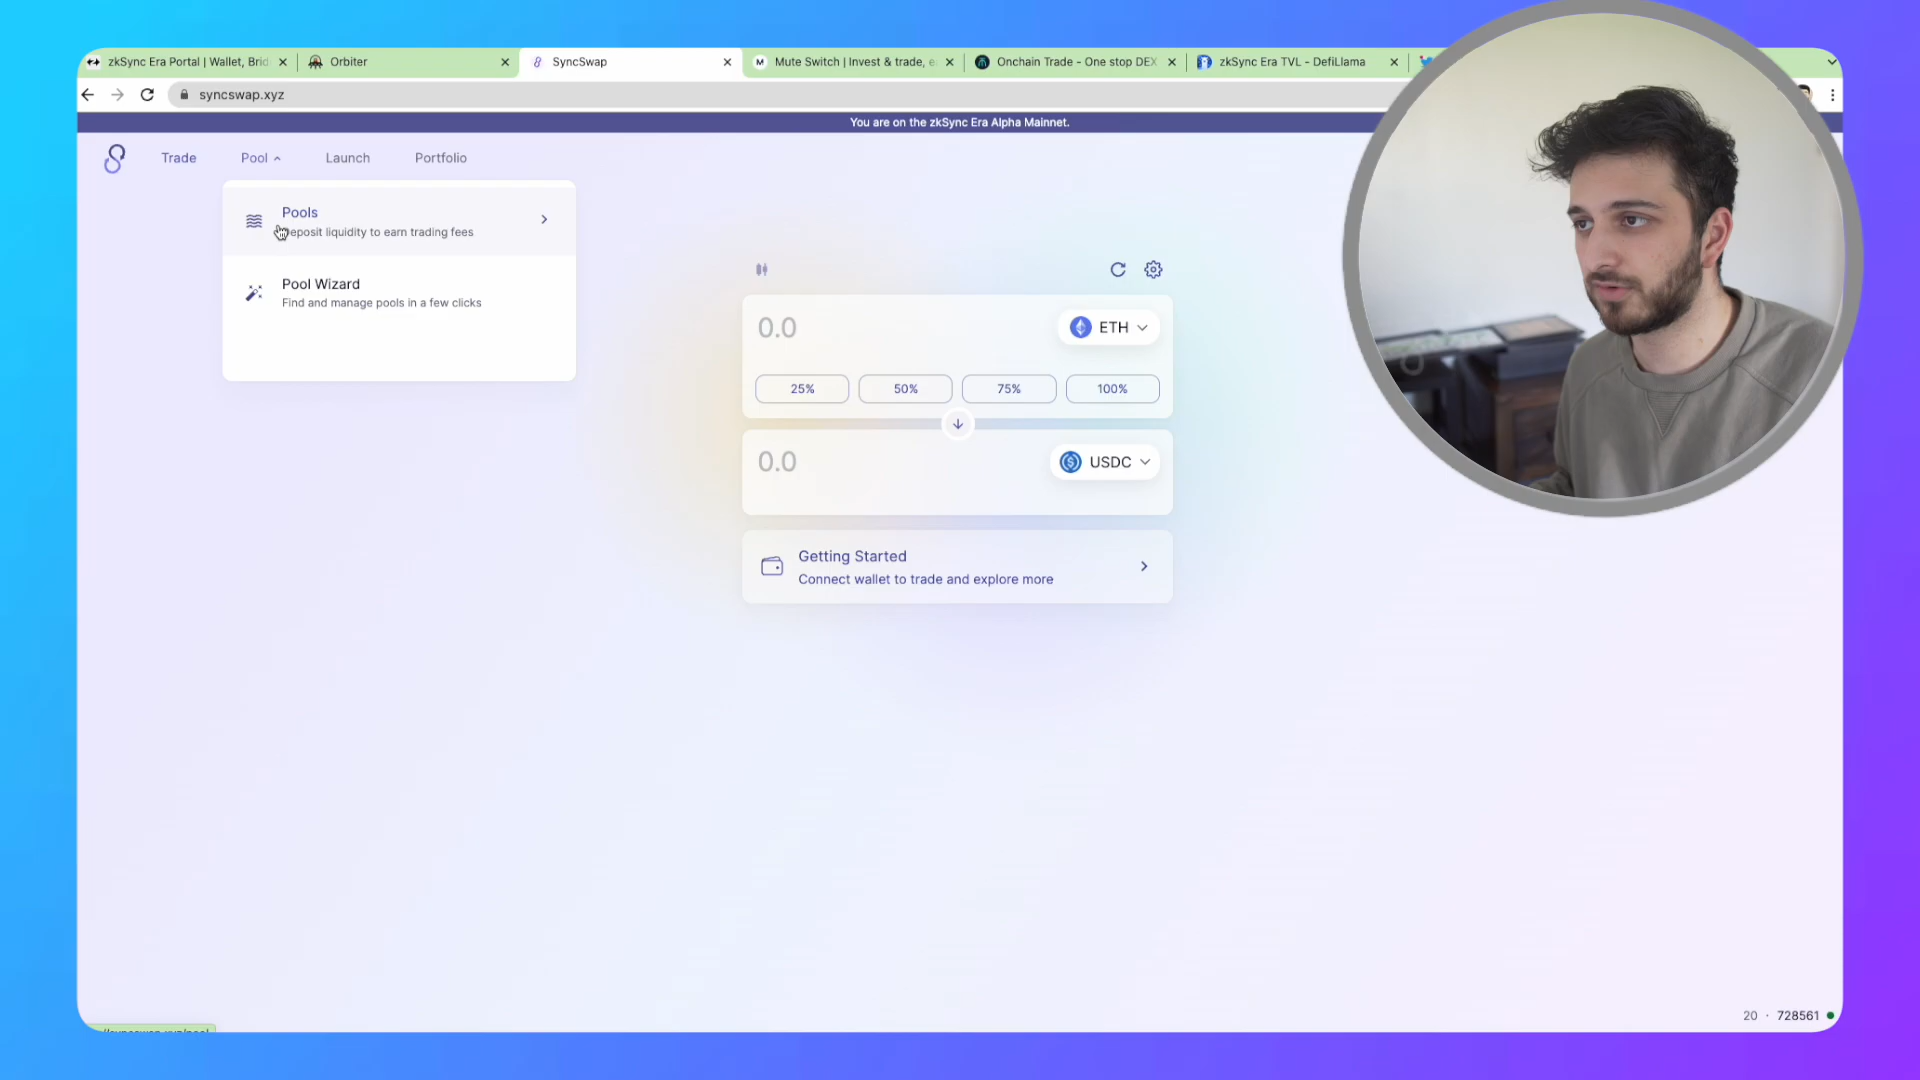 zkSync Era Portal | Wallet, Brid
Orbiter
SyncSwap
Mute Switch | Invest & trade, e
Onchain Trade - One stop DEX
zkSync Era TVL - DefiLlama
syncswap.xyz
You are on the zkSync Era Alpha Mainnet.
Trade
Pool
Launch
Portfolio
Pools
eposit liquidity to earn trading fees
Pool Wizard
Find and manage pools in a few clicks
0.0
ETH
25%
50%
75%
100%
0.0
USDC
Getting Started
Connect wallet to trade and explore more
20 · 728561